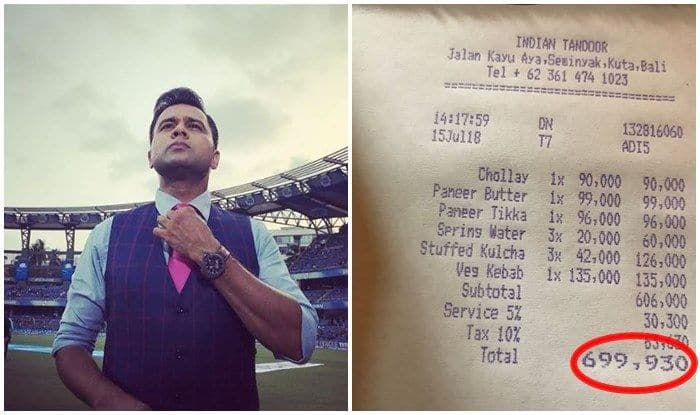 INDIAN TANDOOR
Jalan Kayu Aya,Seminyak,Kuta,Bali
Tel + 62 361 474 1023
14:17:59 DN 132816060
15Jul18 T7 ADI5
Chollay 1x 90,000 90,000
Paneer Butter 1x 99,000 99,000
Paneer Tikka 1x 96,000 96,000
Spring Water 3x 20,000 60,000
Stuffed Kulcha 3x 42,000 126,000
Veg Kebab 1x 135,000 135,000
Subtotal 606,000
Service 5% 30,300
Tax 10% 63,630
Total 699,930